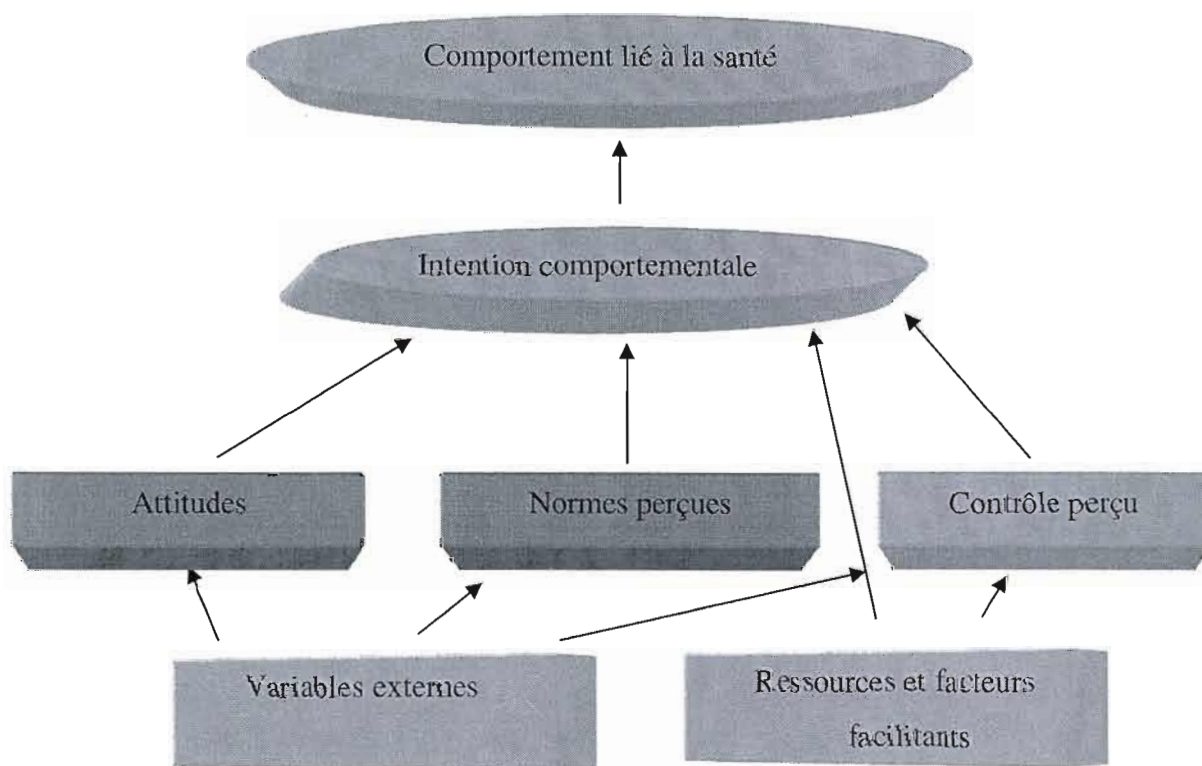 Comportement lié à la santé
Intention comportementale
Attitudes
Normes perçues
Contrôle perçu
Variables externes
Ressources et facteurs
facilitants